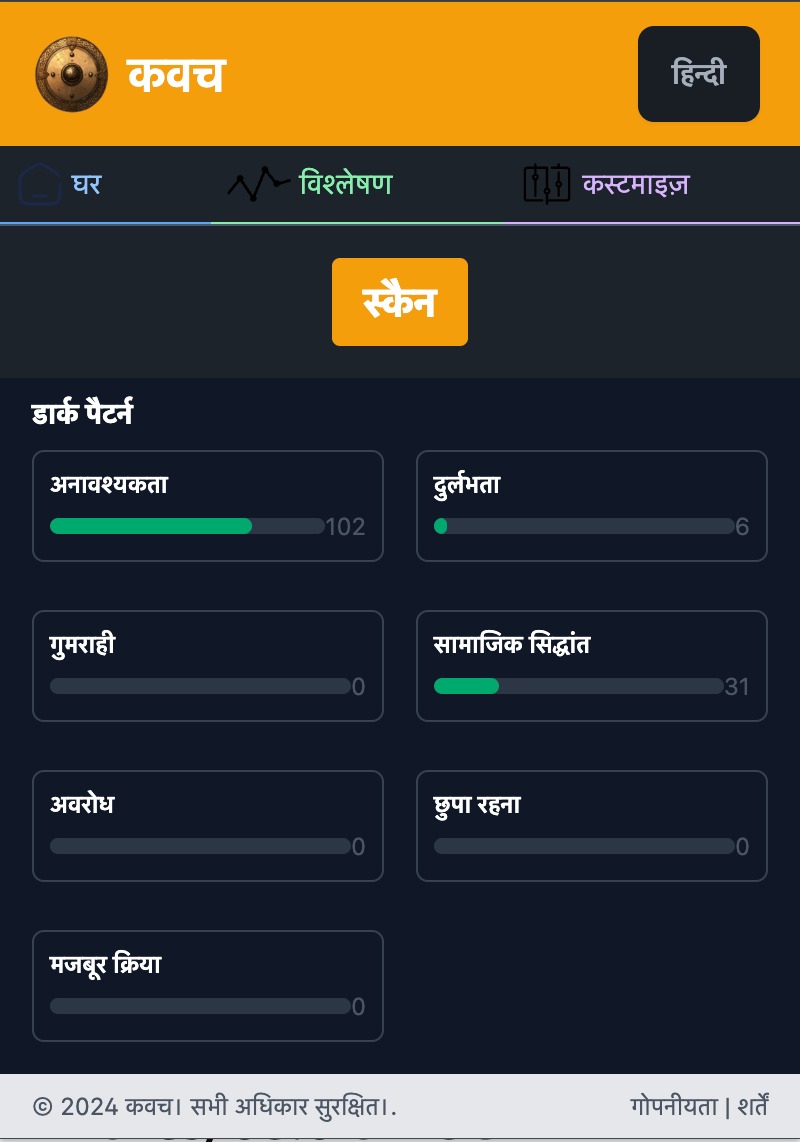 कवच
हिन्दी
घर
विश्लेषण
कस्टमाइज़
स्कैन
डार्क पैटर्न
अनावश्यकता
102
दुर्लभता
6
गुमराही
0
सामाजिक सिद्धांत
31
अवरोध
0
छुपा रहना
0
मजबूर क्रिया
0
© 2024 कवच। सभी अधिकार सुरक्षित।.
गोपनीयता | शर्तें